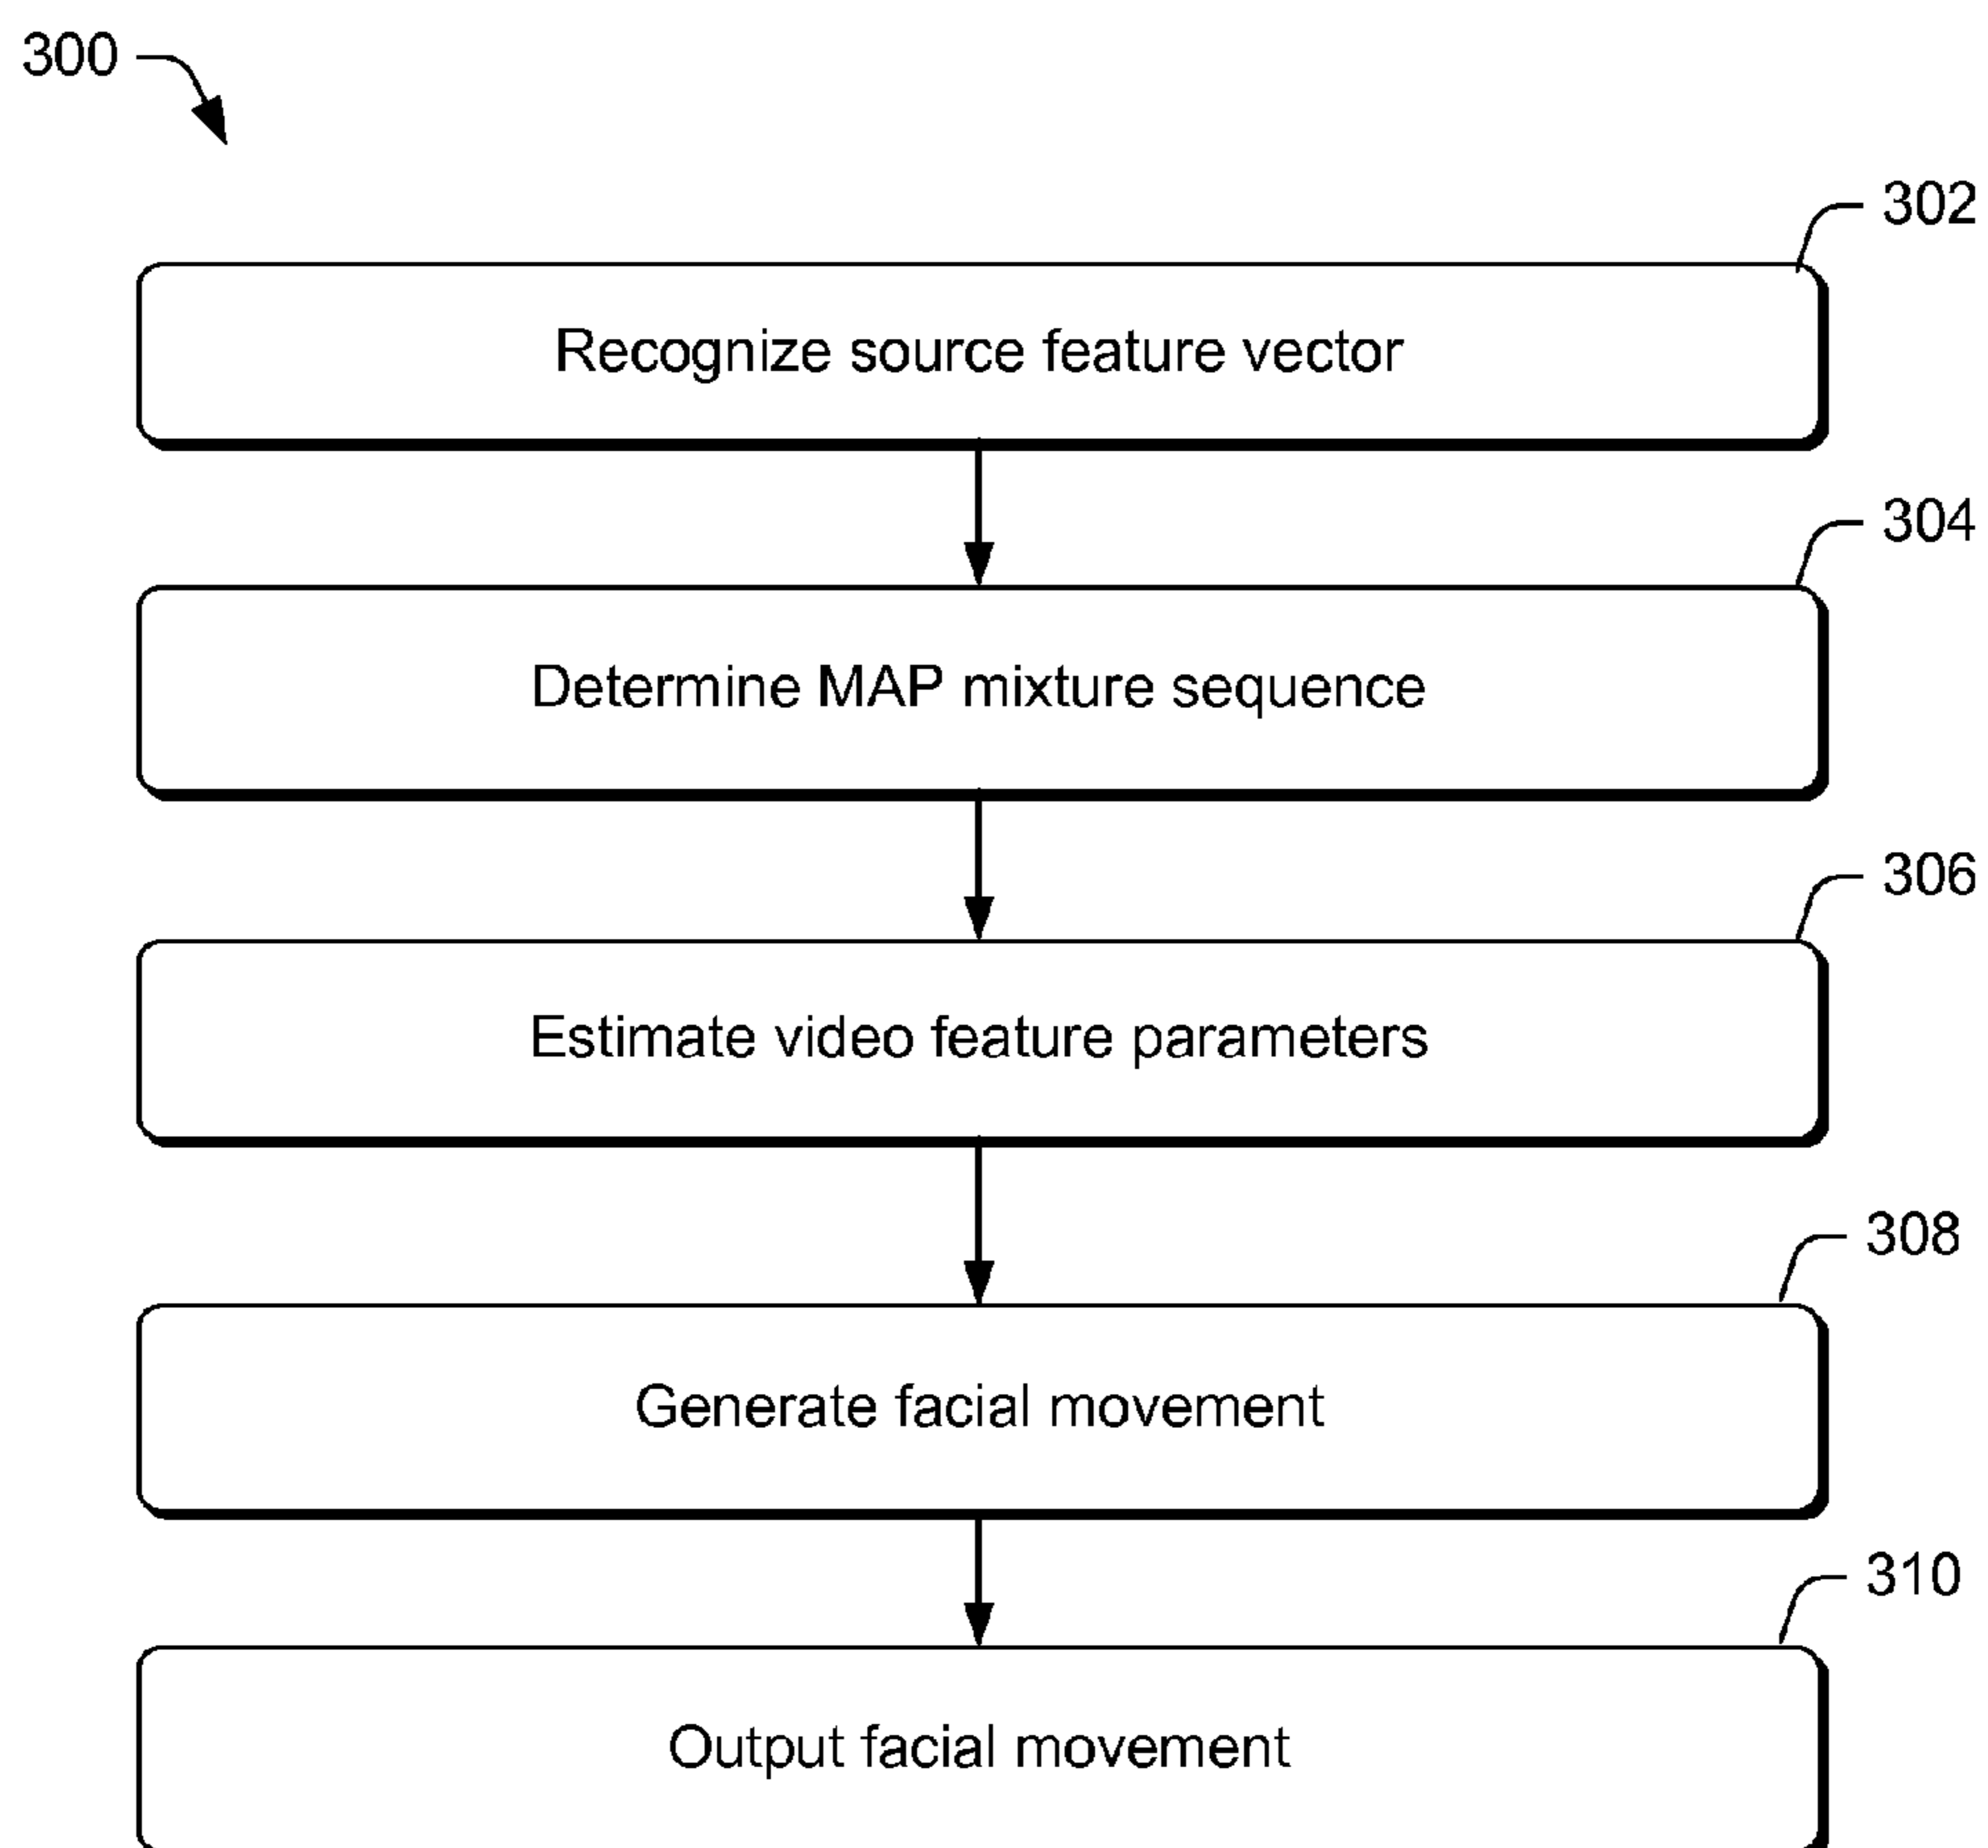 300
302
Recognize source feature vector
304
Determine MAP mixture sequence
306
Estimate video feature parameters
308
Generate facial movement
310
Output facial movement